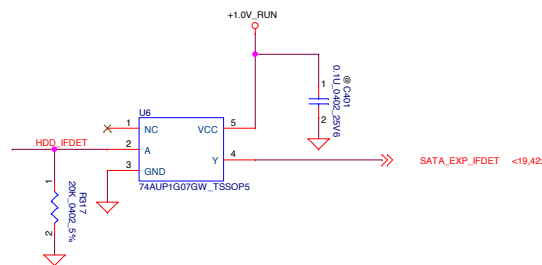 +1.0V_RUN
@ C401
0.1U_0402_25V6
1
2
U6
1 NC VCC 5
2 A
3 GND Y 4
74AUP1G07GW_TSSOP5
HDD_IFDET
SATA_EXP_IFDET <19,42>
1
R317
20K_0402_5%
2